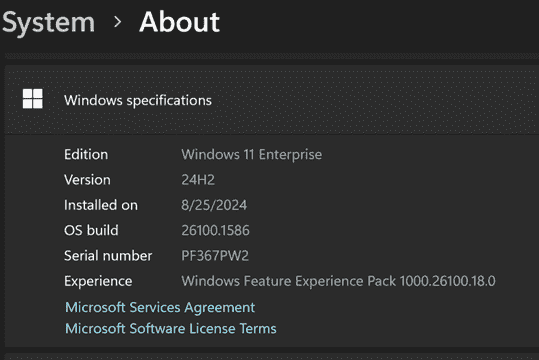 System > About
Windows specifications
Edition Windows 11 Enterprise
Version 24H2
Installed on 8/25/2024
OS build 26100.1586
Serial number PF367PW2
Experience Windows Feature Experience Pack 1000.26100.18.0
Microsoft Services Agreement
Microsoft Software License Terms